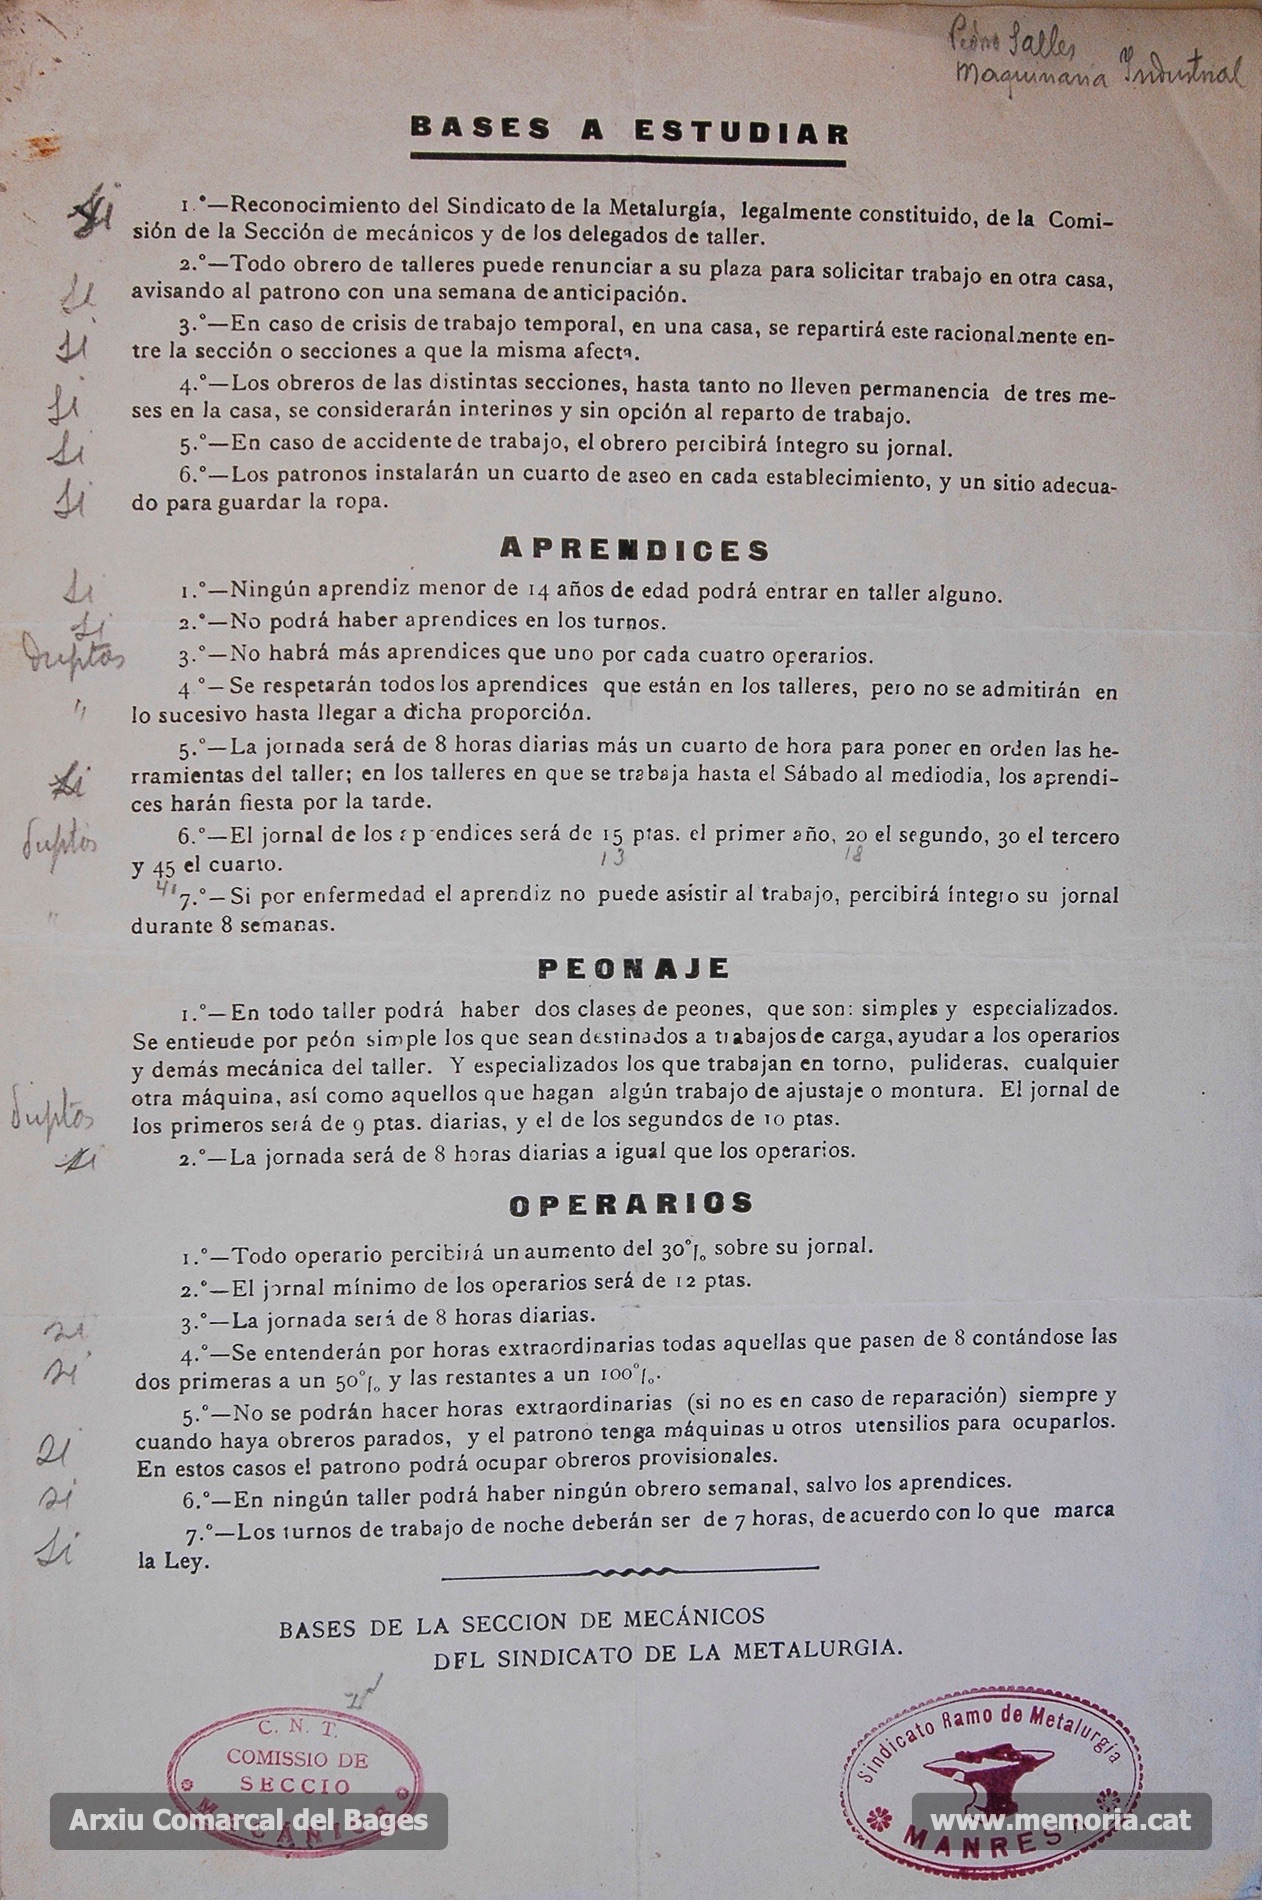 Pedro Salles
Maquinaria Industrial
BASES A ESTUDIAR
Si 1.º—Reconocimiento del Sindicato de la Metalurgía, legalmente constituido, de la Comi-
sión de la Sección de mecánicos y de los delegados de taller.
Si 2.º—Todo obrero de talleres puede renunciar a su plaza para solicitar trabajo en otra casa,
avisando al patrono con una semana de anticipación.
Si 3.º—En caso de crisis de trabajo temporal, en una casa, se repartirá este racionalmente en-
tre la sección o secciones a que la misma afecta.
Si 4.º—Los obreros de las distintas secciones, hasta tanto no lleven permanencia de tres me-
ses en la casa, se considerarán interinos y sin opción al reparto de trabajo.
Si 5.º—En caso de accidente de trabajo, el obrero percibirá íntegro su jornal.
Si 6.º—Los patronos instalarán un cuarto de aseo en cada establecimiento, y un sitio adecua-
do para guardar la ropa.
APRENDICES
Si 1.º—Ningún aprendiz menor de 14 años de edad podrá entrar en taller alguno.
Si 2.º—No podrá haber aprendices en los turnos.
duptos 3.º—No habrá más aprendices que uno por cada cuatro operarios.
" 4.º—Se respetarán todos los aprendices que están en los talleres, pero no se admitirán en
lo sucesivo hasta llegar a dicha proporción.
Si 5.º—La jornada será de 8 horas diarias más un cuarto de hora para poner en orden las he-
rramientas del taller; en los talleres en que se trabaja hasta el Sábado al mediodia, los aprendi-
ces harán fiesta por la tarde.
duptos 6.º—El jornal de los aprendices será de 15 ptas. el primer año, 20 el segundo, 30 el tercero
13 18
y 45 el cuarto.
" 7.º—Si por enfermedad el aprendiz no puede asistir al trabajo, percibirá íntegro su jornal
durante 8 semanas.
PEONAJE
1.º—En todo taller podrá haber dos clases de peones, que son: simples y especializados.
Se entieude por peón simple los que sean destinados a trabajos de carga, ayudar a los operarios
y demás mecánica del taller. Y especializados los que trabajan en torno, pulideras, cualquier
otra máquina, así como aquellos que hagan algún trabajo de ajustaje o montura. El jornal de
duptos los primeros será de 9 ptas. diarias, y el de los segundos de 10 ptas.
si 2.º—La jornada será de 8 horas diarias a igual que los operarios.
OPERARIOS
1.º—Todo operario percibirá un aumento del 30% sobre su jornal.
2.º—El jornal mínimo de los operarios será de 12 ptas.
si 3.º—La jornada será de 8 horas diarias.
si 4.º—Se entenderán por horas extraordinarias todas aquellas que pasen de 8 contándose las
dos primeras a un 50% y las restantes a un 100%.
5.º—No se podrán hacer horas extraordinarias (si no es en caso de reparación) siempre y
si cuando haya obreros parados, y el patrono tenga máquinas u otros utensilios para ocuparlos.
En estos casos el patrono podrá ocupar obreros provisionales.
si 6.º—En ningún taller podrá haber ningún obrero semanal, salvo los aprendices.
Si 7.º—Los turnos de trabajo de noche deberán ser de 7 horas, de acuerdo con lo que marca
la Ley.
BASES DE LA SECCION DE MECÁNICOS
DEL SINDICATO DE LA METALURGIA.
C. N. T.
COMISSIO DE
SECCIO
MECÁNICS
Sindicato Ramo de Metalurgía
MANRESA
Arxiu Comarcal del Bages
www.memoria.cat